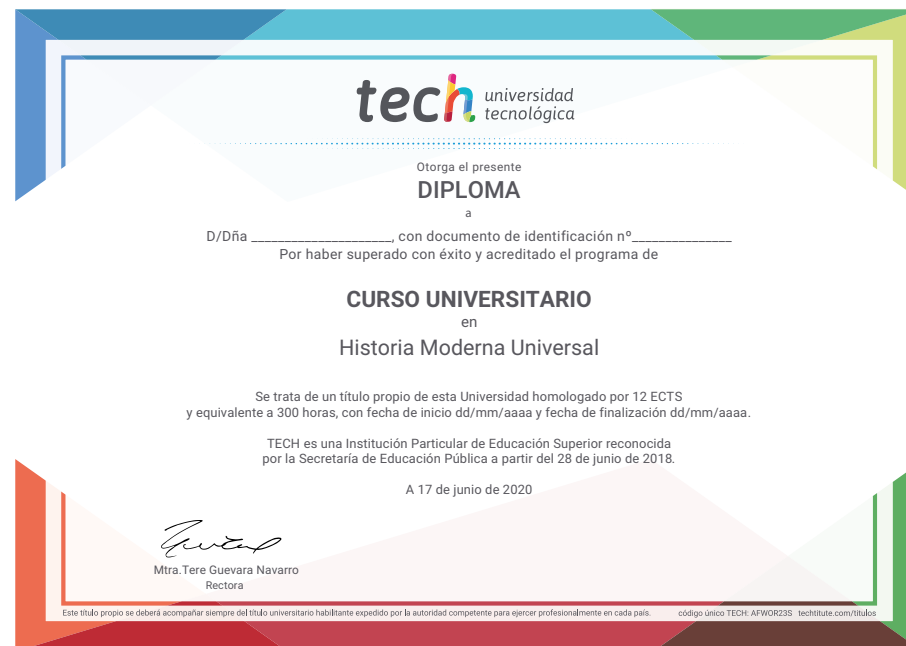 tech universidad
tecnológica
Otorga el presente
DIPLOMA
a
D/Dña _____________________, con documento de identificación nº_______________
Por haber superado con éxito y acreditado el programa de
CURSO UNIVERSITARIO
en
Historia Moderna Universal
Se trata de un título propio de esta Universidad homologado por 12 ECTS
y equivalente a 300 horas, con fecha de inicio dd/mm/aaaa y fecha de finalización dd/mm/aaaa.
TECH es una Institución Particular de Educación Superior reconocida
por la Secretaría de Educación Pública a partir del 28 de junio de 2018.
A 17 de junio de 2020
Mtra.Tere Guevara Navarro
Rectora
Este título propio se deberá acompañar siempre del título universitario habilitante expedido por la autoridad competente para ejercer profesionalmente en cada país. código único TECH: AFWOR23S techtitute.com/titulos